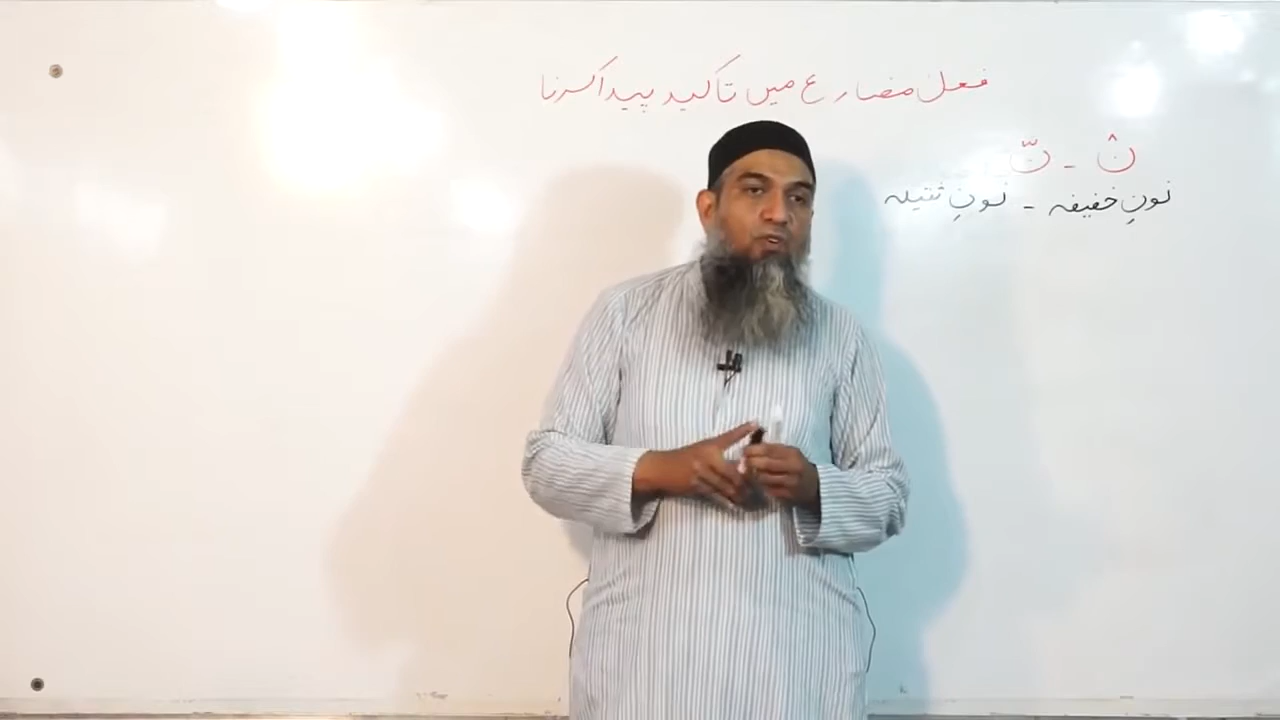 فعل مضارع میں تاکید پیدا کرنا
نْ - نّ
نونِ خفیفہ - نونِ ثقیلہ